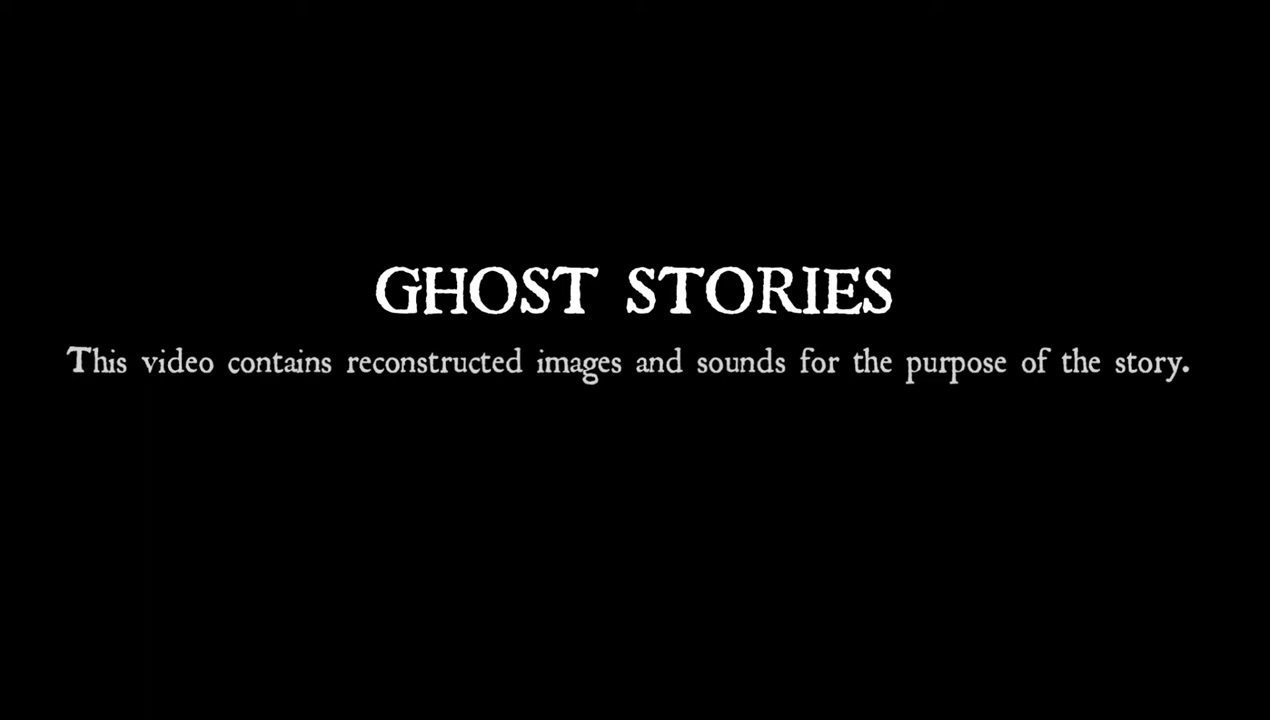 GHOST STORIES
This video contains reconstructed images and sounds for the purpose of the story.